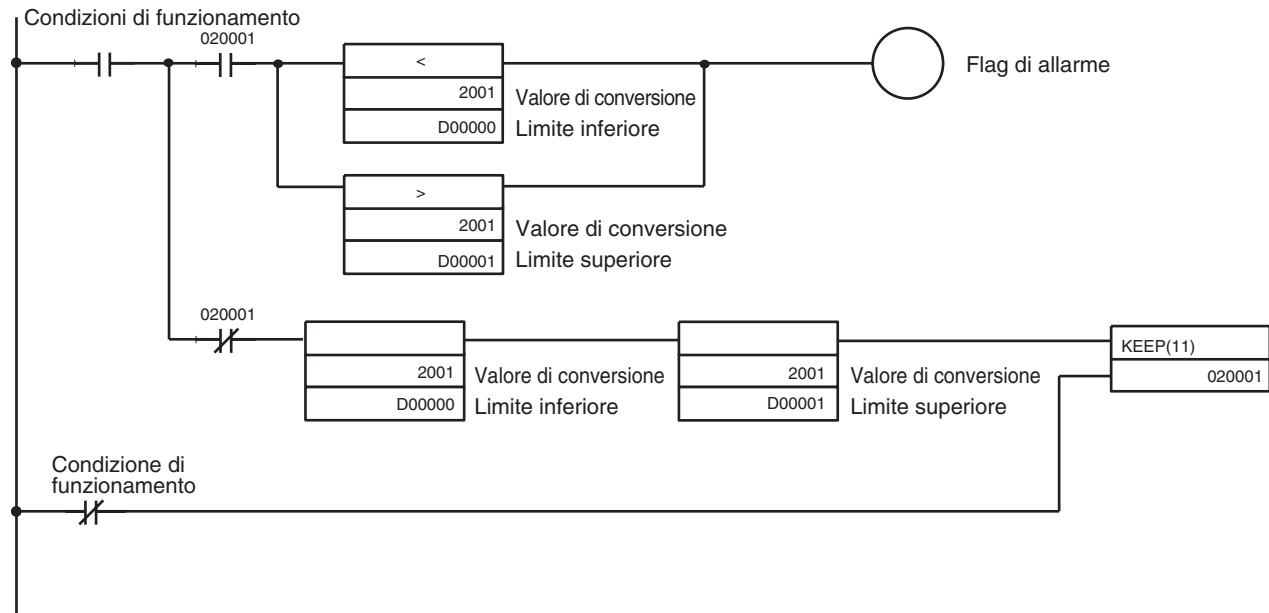 Condizioni di funzionamento
020001
<
2001 Valore di conversione
D00000 Limite inferiore
Flag di allarme
>
2001 Valore di conversione
D00001 Limite superiore
020001
2001 Valore di conversione
D00000 Limite inferiore
2001 Valore di conversione
D00001 Limite superiore
KEEP(11)
020001
Condizione di
funzionamento